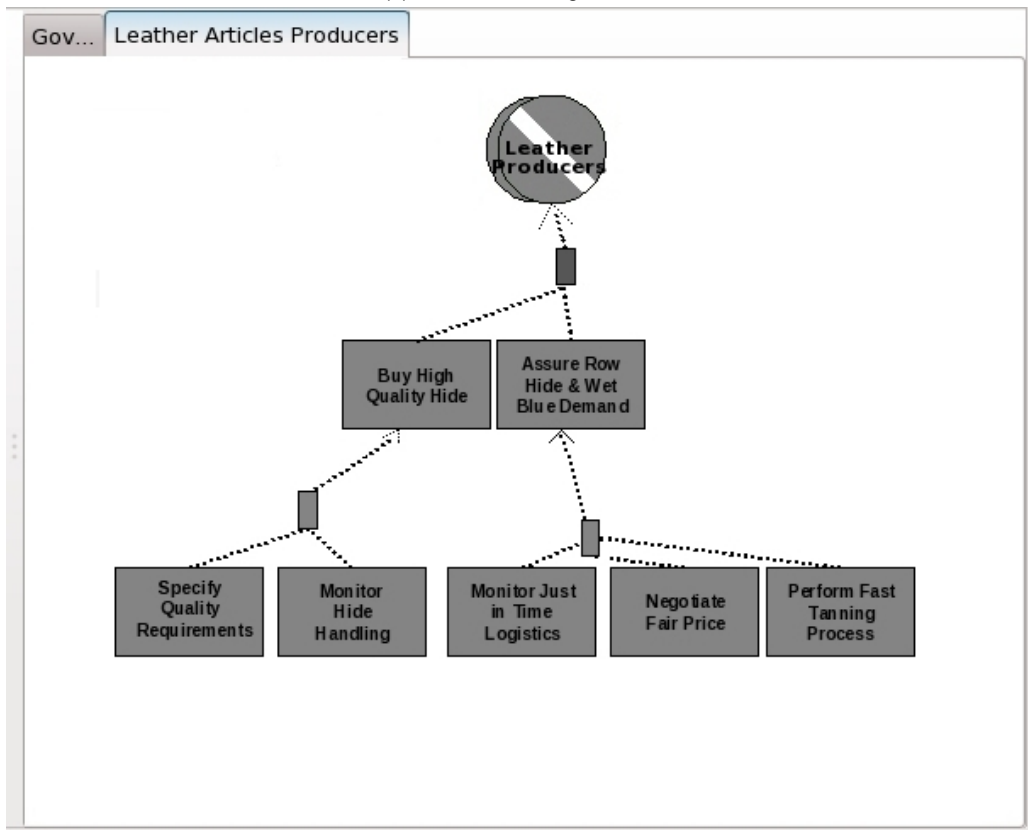 Gov...
Leather Articles Producers
Leather
Producers
Buy High
Quality Hide
Assure Row
Hide & Wet
Blue Demand
Specify
Quality
Requirements
Monitor
Hide
Handling
Monitor Just
in Time
Logistics
Negotiate
Fair Price
Perform Fast
Tanning
Process